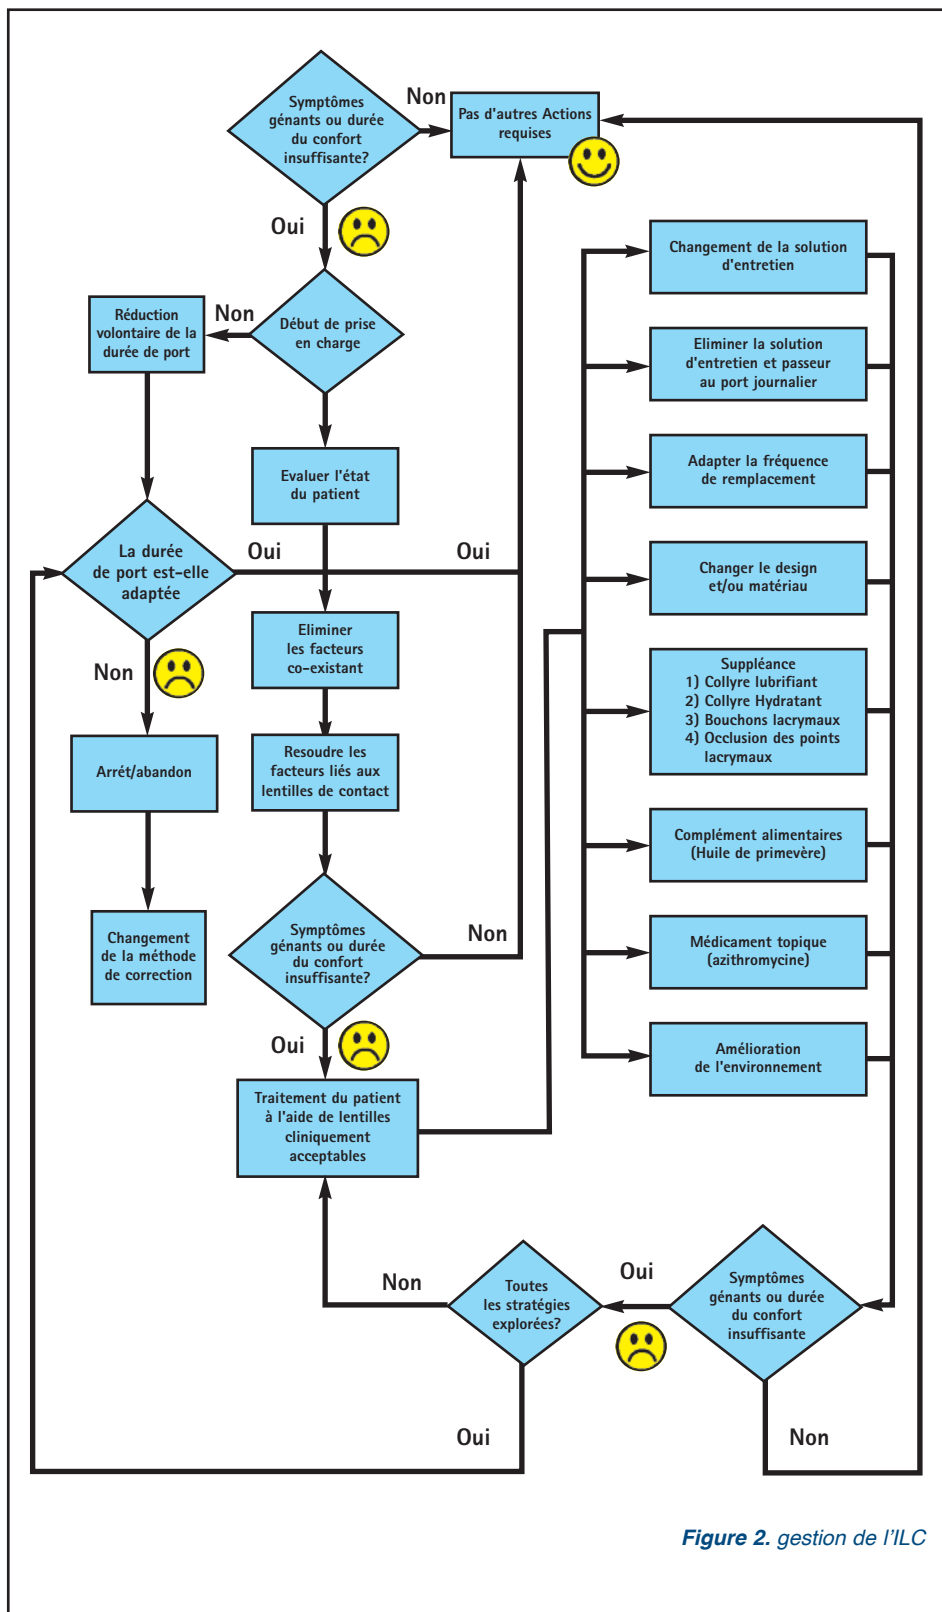 Symptômes
génants ou durée
du confort
insuffisante?
Non
Pas d'autres Actions
requises
Oui
Début de prise
en charge
Non
Réduction
volontaire de la
durée de port
Evaluer l'état
du patient
La durée
de port est-elle
adaptée
Oui
Oui
Non
Eliminer
les facteurs
co-existant
Arrét/abandon
Resoudre les
facteurs liés aux
lentilles de contact
Changement
de la méthode
de correction
Symptômes
génants ou durée
du confort
insuffisante?
Non
Oui
Traitement du patient
à l'aide de lentilles
cliniquement
acceptables
Changement de la solution
d'entretien
Eliminer la solution
d'entretien et passeur
au port journalier
Adapter la fréquence
de remplacement
Changer le design
et/ou matériau
Suppléance
1) Collyre lubrifiant
2) Collyre Hydratant
3) Bouchons lacrymaux
4) Occlusion des points
lacrymaux
Complément alimentaires
(Huile de primevère)
Médicament topique
(azithromycine)
Amélioration
de l'environnement
Symptômes
génants ou durée
du confort
insuffisante
Oui
Toutes
les stratégies
explorées?
Non
Oui
Non
Figure 2. gestion de l'ILC